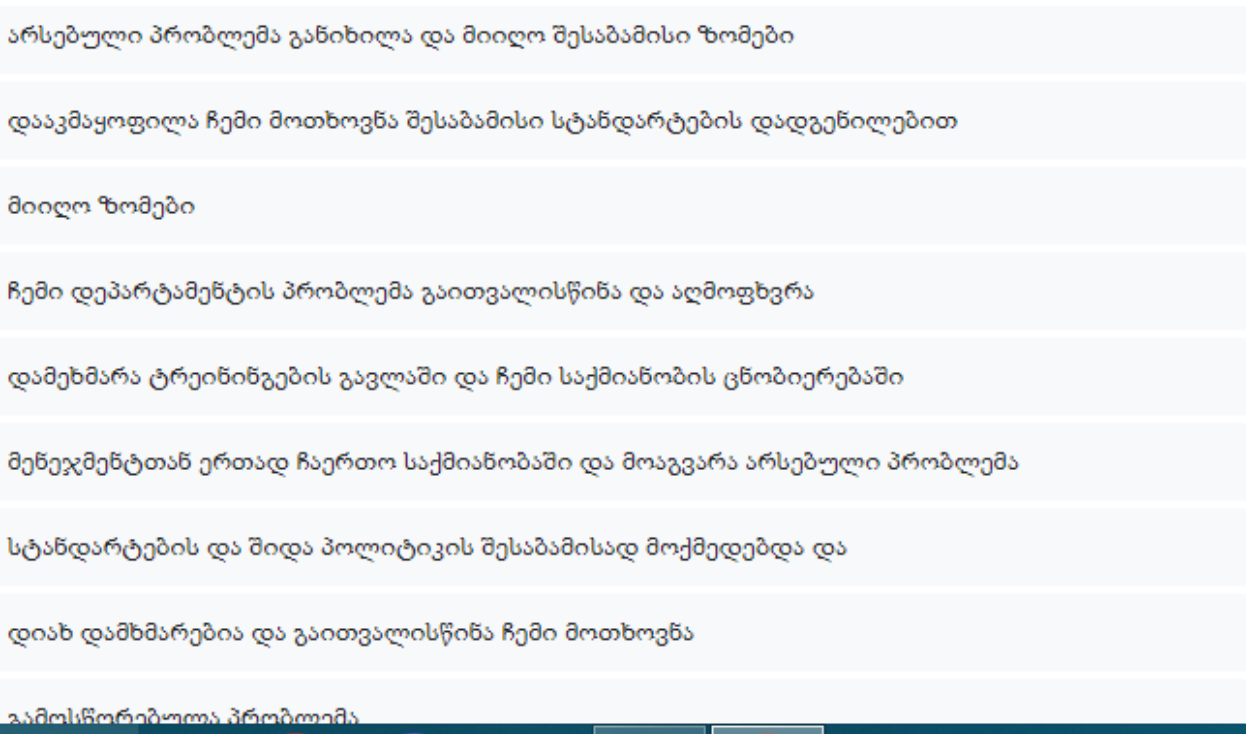 არსებული პრობლემა განიხილა და მიიღო შესაბამისი ზომები
დააკმაყოფილა ჩემი მოთხოვნა შესაბამისი სტანდარტების დადგენილებით
მიიღო ზომები
ჩემი დეპარტამენტის პრობლემა გაითვალისწინა და აღმოფხვრა
დამეხმარა ტრეინინგების გავლაში და ჩემი საქმიანობის ცნობიერებაში
მენეჯმენტთან ერთად ჩაერთო საქმიანობაში და მოაგვარა არსებული პრობლემა
სტანდარტების და შიდა პოლიტიკის შესაბამისად მოქმედებდა და
დიახ დამხმარებია და გაითვალისწინა ჩემი მოთხოვნა
გამოსწორებულა პრობლემა